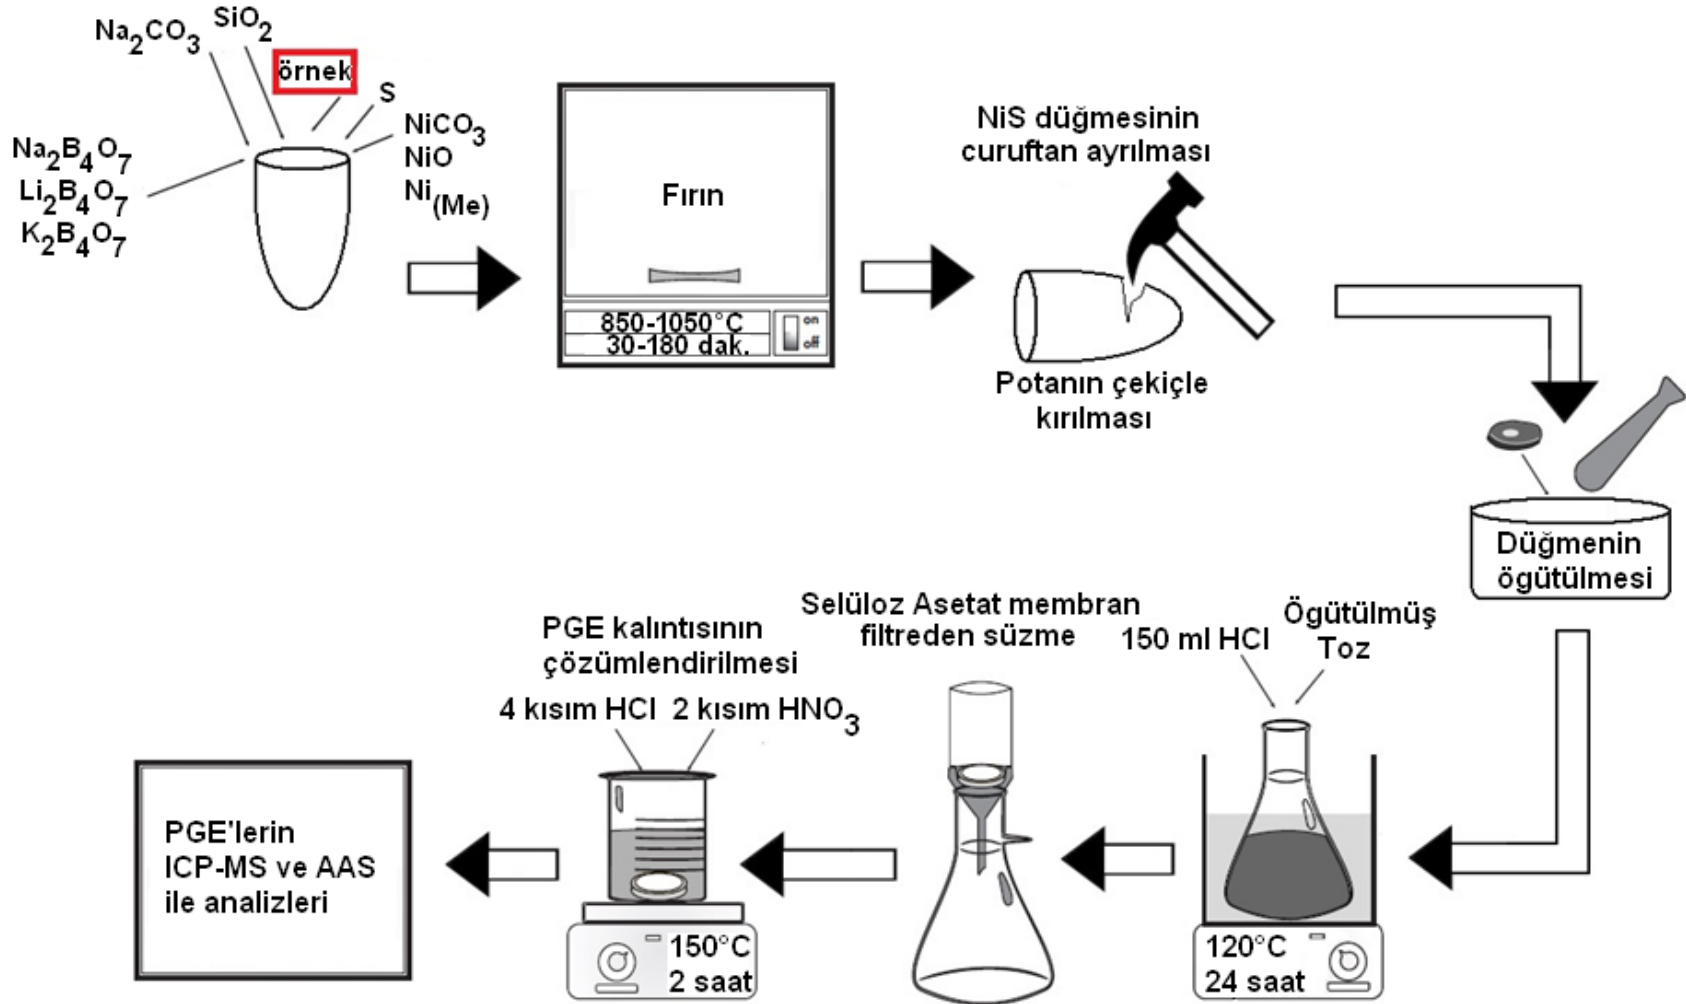 Na2CO3
SiO2
örnek
S
NiCO3
NiO
Ni(Me)
Na2B4O7
Li2B4O7
K2B4O7
Fırın
850-1050°C
30-180 dak.
on
off
NiS düğmesinin
curuftan ayrılması
Potanın çekiçle
kırılması
Düğmenin
ögütülmesi
150 ml HCl
Ögütülmüş
Toz
120°C
24 saat
Selüloz Asetat membran
filtreden süzme
PGE kalıntısının
çözümlendirilmesi
4 kısım HCl 2 kısım HNO3
150°C
2 saat
PGE'lerin
ICP-MS ve AAS
ile analizleri